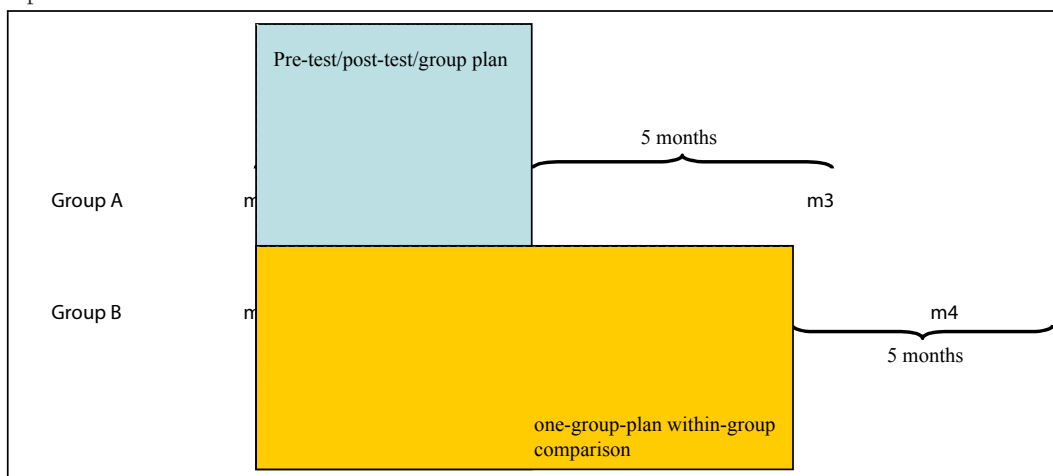 Pre-test/post-test/group plan
5 months
Group A m m3
Group B m m4
5 months
one-group-plan within-group
comparison